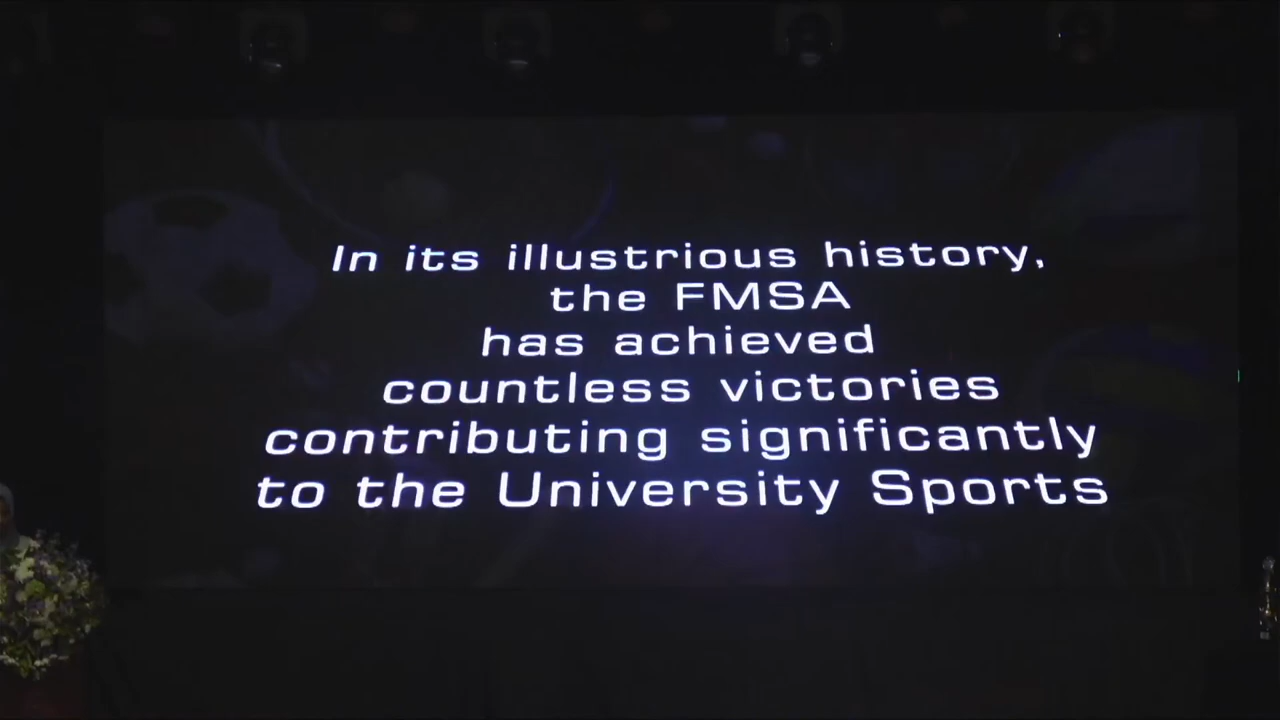 In its illustrious history,
the FMSA
has achieved
countless victories
contributing significantly
to the University Sports